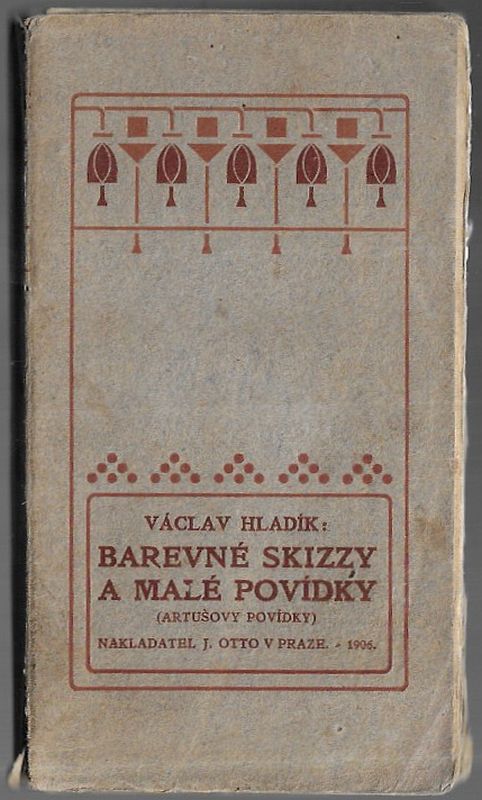 VÁCLAV HLADÍK:
BAREVNÉ SKIZZY
A MALÉ POVÍDKY
(ARTUŠOVY POVÍDKY)
NAKLADATEL J. OTTO V PRAZE. - 1906.